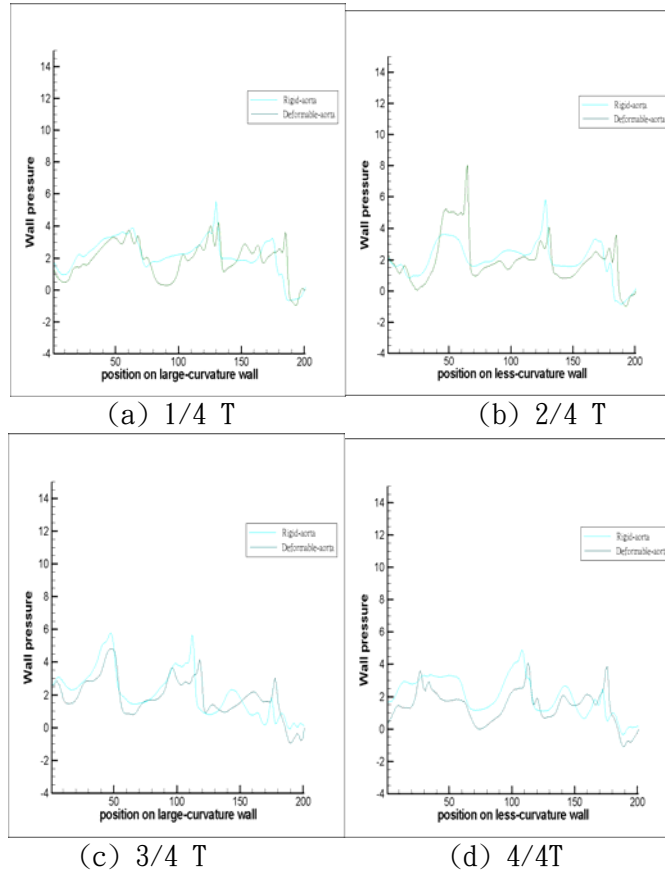 14
12
10
8
6
4
2
0
-2
-4
Wall pressure
Rigid-aorta
Deformable-aorta
50 100 150 200
position on large-curvature wall
(a) 1/4 T
14
12
10
8
6
4
2
0
-2
-4
Wall pressure
Rigid-aorta
Deformable-aorta
50 100 150 200
position on less-curvature wall
(b) 2/4 T
14
12
10
8
6
4
2
0
-2
-4
Wall pressure
Rigid-aorta
Deformable-aorta
50 100 150 200
position on large-curvature wall
(c) 3/4 T
14
12
10
8
6
4
2
0
-2
-4
Wall pressure
Rigid-aorta
Deformable-aorta
50 100 150 200
position on less-curvature wall
(d) 4/4T